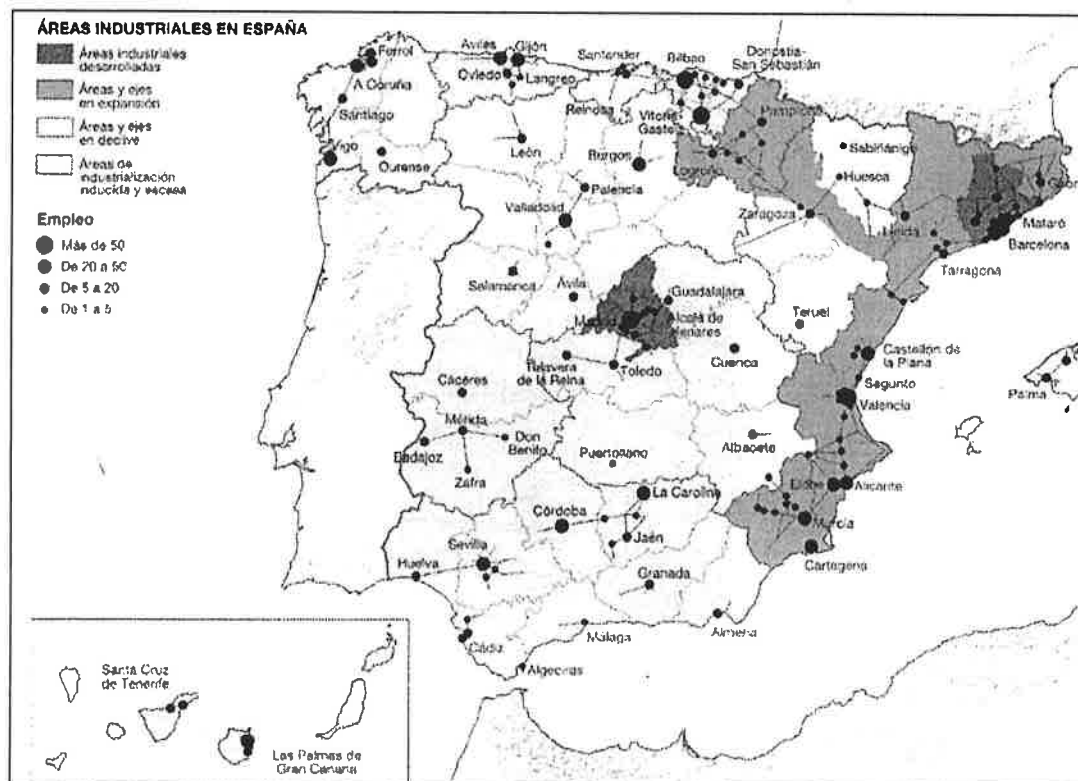 ÁREAS INDUSTRIALES EN ESPAÑA
Áreas industriales
desarrolladas
Áreas y ejes
en expansión
Áreas y ejes
en declive
Áreas de
industrialización
inducida y escasa
Empleo
Más de 50
De 20 a 50
De 5 a 20
De 1 a 5
Ferrol
A Coruña
Santiago
Vigo
Ourense
Avilés
Gijón
Oviedo
Langreo
León
Santander
Reinosa
Bilbao
Donostia-
San Sebastián
Vitoria-
Gasteiz
Pamplona
Logroño
Burgos
Palencia
Valladolid
Salamanca
Ávila
Sabiñánigo
Huesca
Zaragoza
Lleida
Mataró
Barcelona
Tarragona
Teruel
Guadalajara
Madrid
Alcalá de
Henares
Cuenca
Talavera
de la Reina
Toledo
Castellón de
la Plana
Sagunto
Valencia
Palma
Cáceres
Mérida
Badajoz
Don
Benito
Zafra
Puertollano
Albacete
Elche
Alicante
Murcia
Cartagena
La Carolina
Córdoba
Jaén
Sevilla
Huelva
Granada
Cádiz
Málaga
Almería
Algeciras
Santa Cruz
de Tenerife
Las Palmas de
Gran Canaria